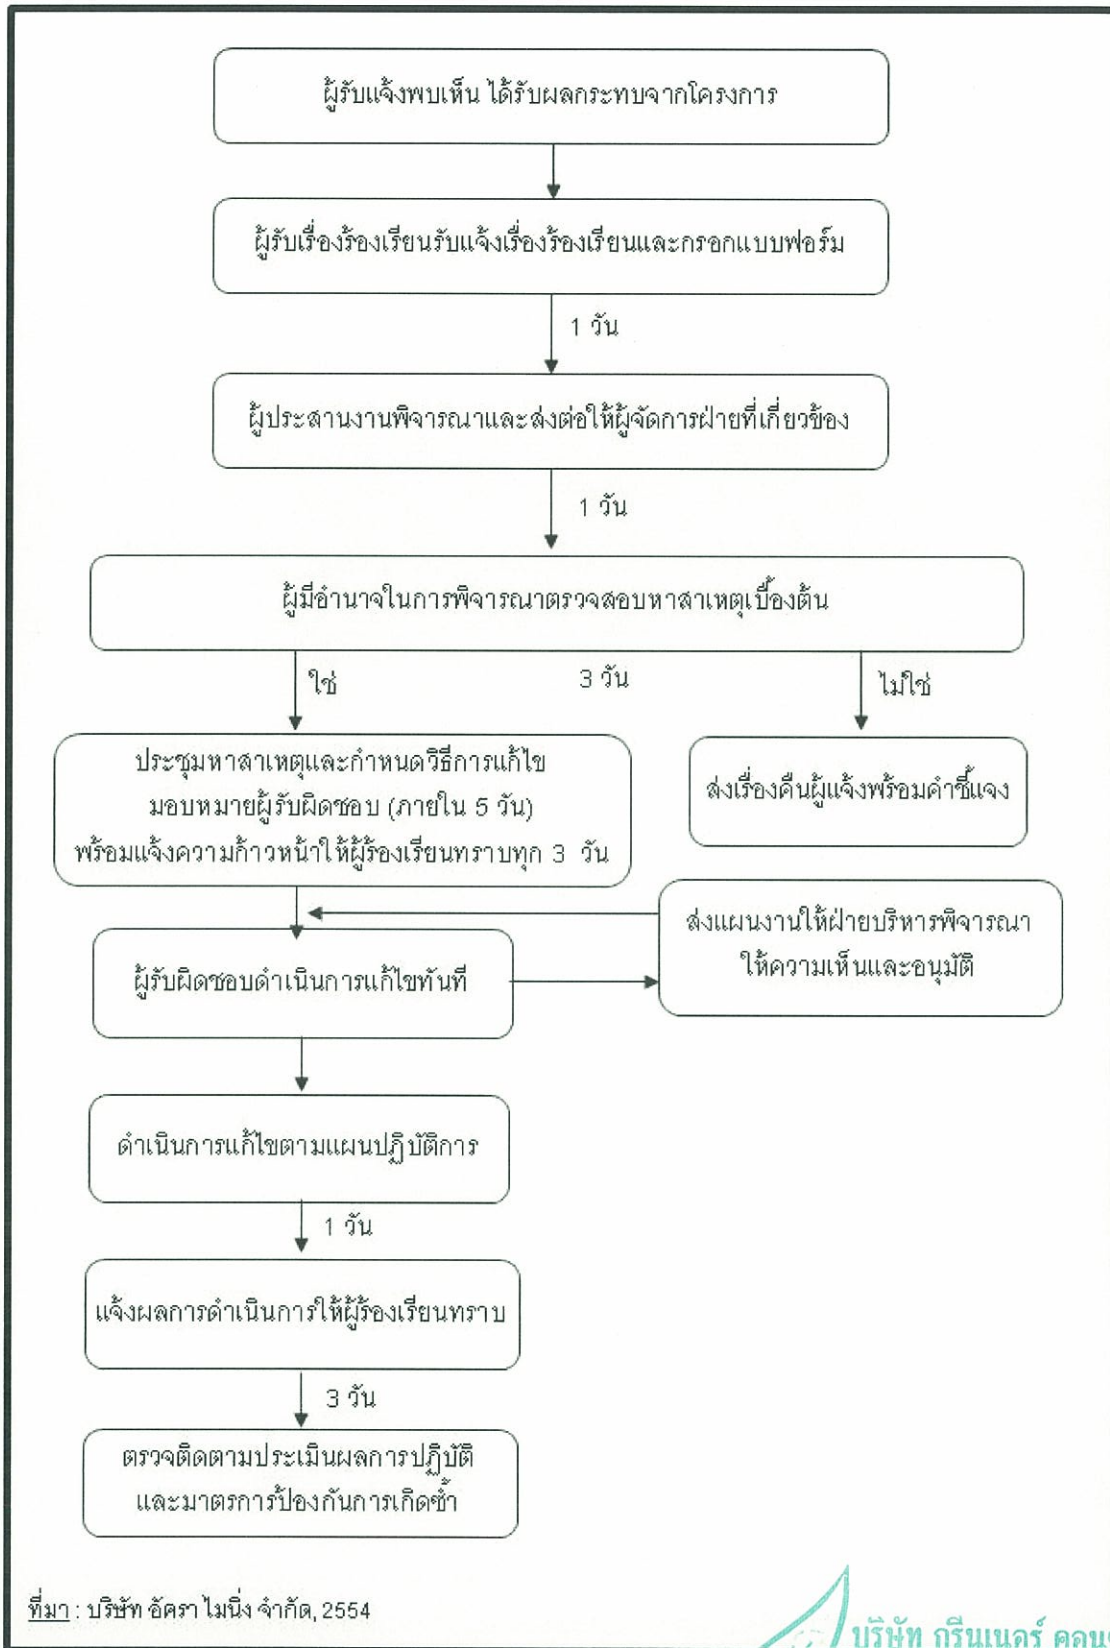 ผู้รับแจ้งพบเห็น ได้รับผลกระทบจากโครงการ
ผู้รับเรื่องร้องเรียนรับแจ้งเรื่องร้องเรียนและกรอกแบบฟอร์ม
1 วัน
ผู้ประสานงานพิจารณาและส่งต่อให้ผู้จัดการฝ่ายที่เกี่ยวข้อง
1 วัน
ผู้มีอำนาจในการพิจารณาตรวจสอบหาสาเหตุเบื้องต้น
ใช่
3 วัน
ไม่ใช่
ประชุมหาสาเหตุและกำหนดวิธีการแก้ไข
มอบหมายผู้รับผิดชอบ (ภายใน 5 วัน)
พร้อมแจ้งความก้าวหน้าให้ผู้ร้องเรียนทราบทุก 3 วัน
ส่งเรื่องคืนผู้แจ้งพร้อมคำชี้แจง
ส่งแผนงานให้ฝ่ายบริหารพิจารณา
ให้ความเห็นและอนุมัติ
ผู้รับผิดชอบดำเนินการแก้ไขทันที
ดำเนินการแก้ไขตามแผนปฏิบัติการ
1 วัน
แจ้งผลการดำเนินการให้ผู้ร้องเรียนทราบ
3 วัน
ตรวจติดตามประเมินผลการปฏิบัติ
และมาตรการป้องกันการเกิดซ้ำ
ที่มา : บริษัท อัครา ไมนิ่ง จำกัด, 2554
บริษัท กรีนเนอร์